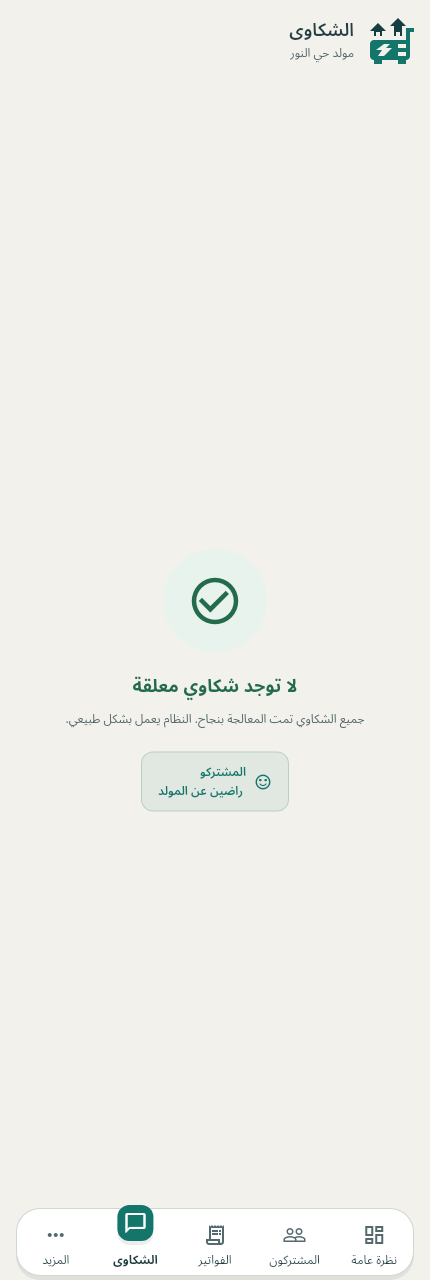 الشكاوى
مولد حي النور
لا توجد شكاوي معلقة
جميع الشكاوي تمت المعالجة بنجاح. النظام يعمل بشكل طبيعي.
المشتركو
راضين عن المولد
نظرة عامة
المشتركون
الفواتير
الشكاوى
المزيد